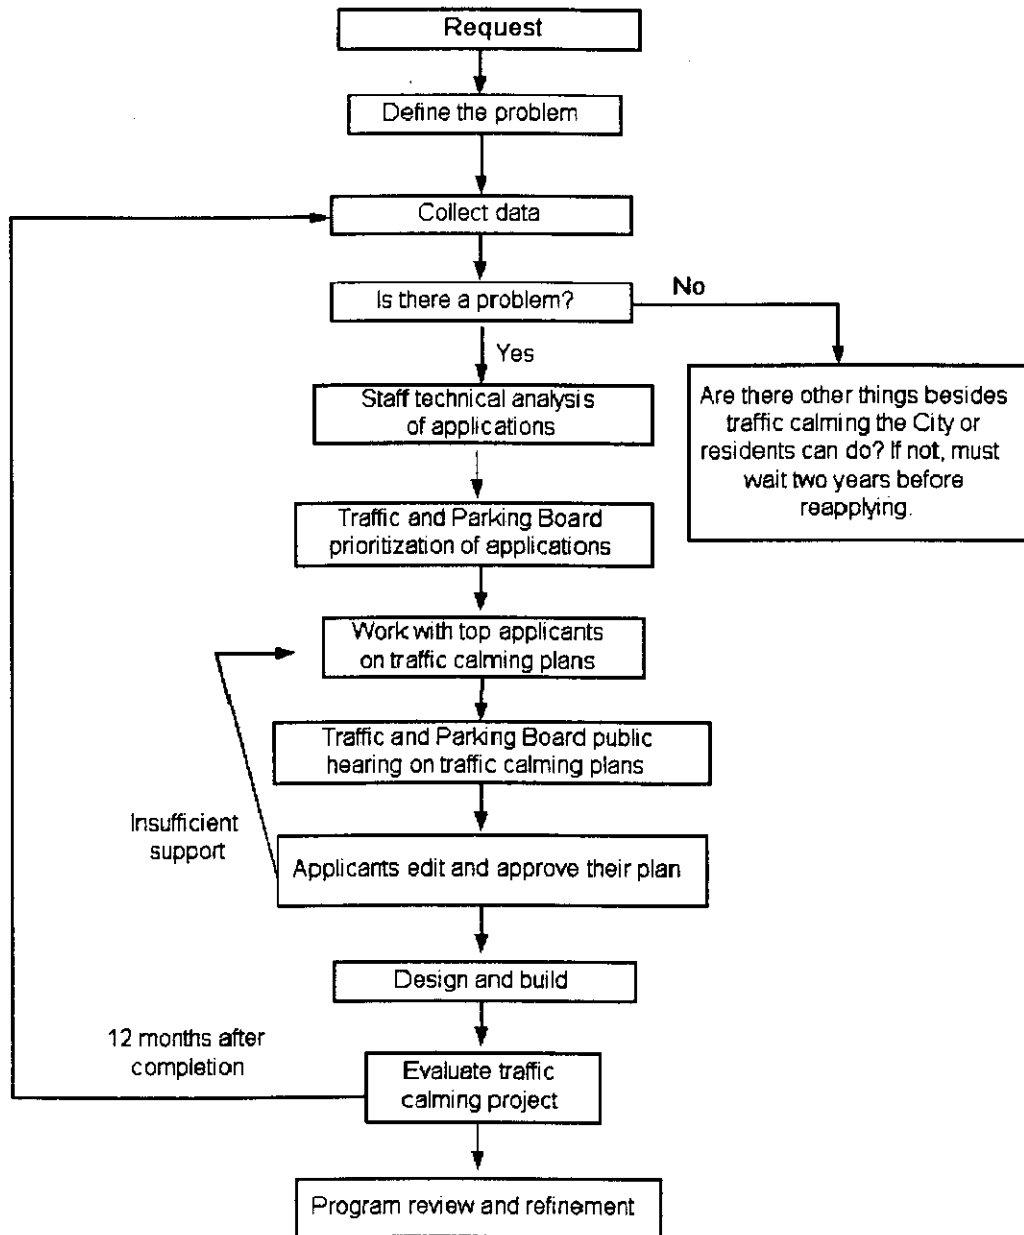 Request
Define the problem
Collect data
Is there a problem?
No
Yes
Are there other things besides
traffic calming the City or
residents can do? If not, must
wait two years before
reapplying.
Staff technical analysis
of applications
Traffic and Parking Board
prioritization of applications
Work with top applicants
on traffic calming plans
Traffic and Parking Board public
hearing on traffic calming plans
Insufficient
support
Applicants edit and approve their plan
Design and build
12 months after
completion
Evaluate traffic
calming project
Program review and refinement